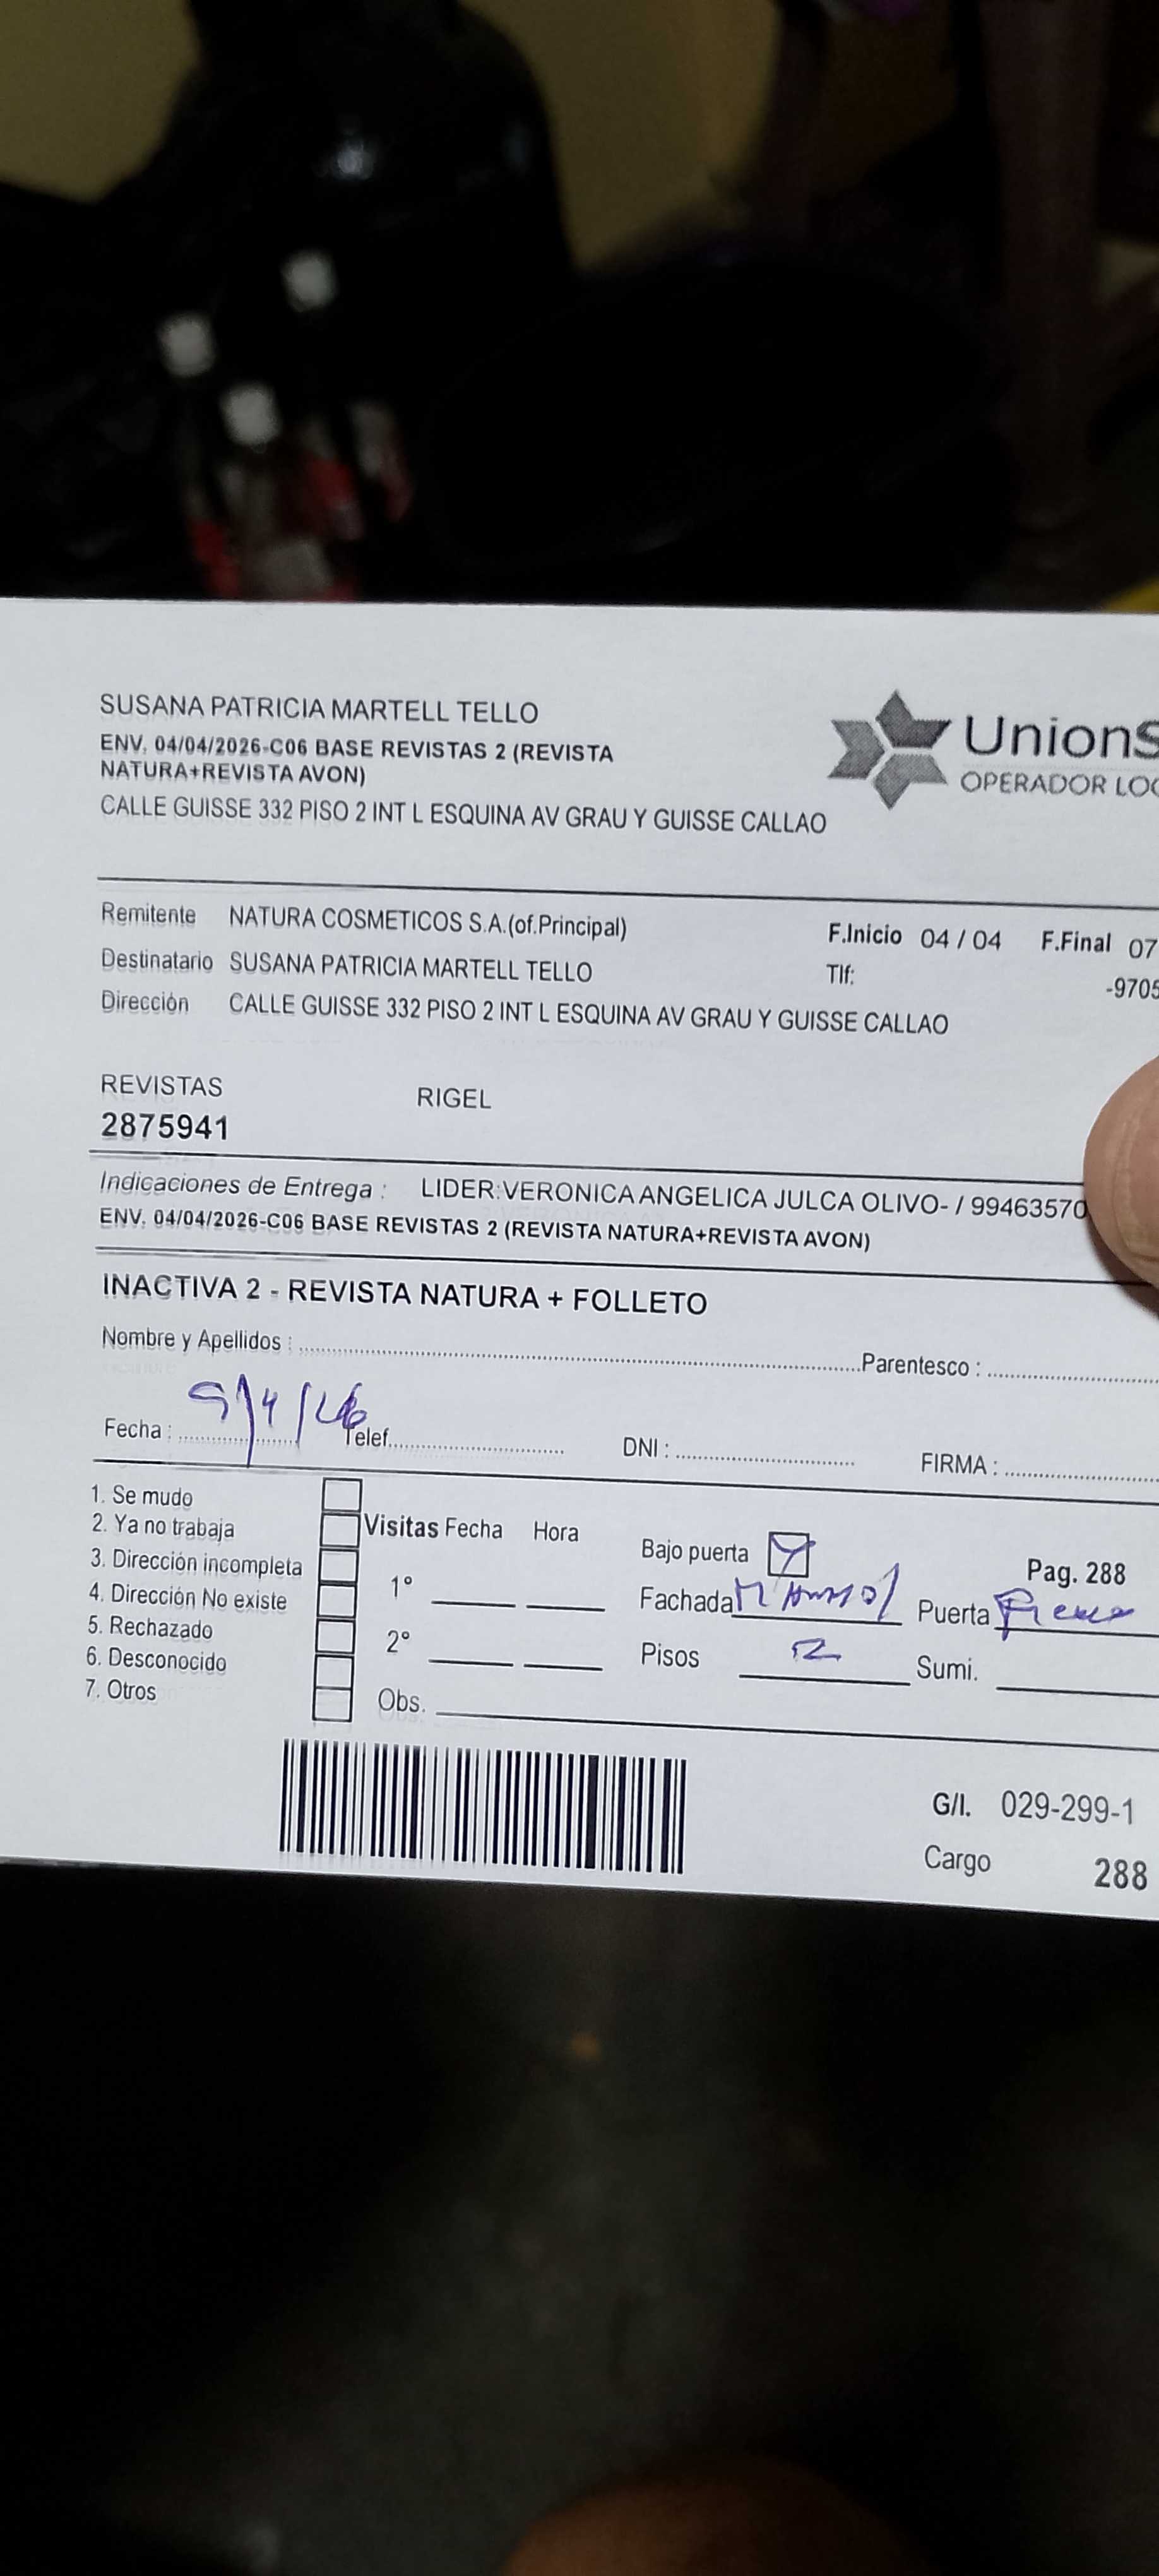 SUSANA PATRICIA MARTELL TELLO
ENV. 04/04/2026-C06 BASE REVISTAS 2 (REVISTA
NATURA+REVISTA AVON)
CALLE GUISSE 332 PISO 2 INT L ESQUINA AV GRAU Y GUISSE CALLAO
UnionS
OPERADOR LOG
Remitente NATURA COSMETICOS S.A.(of.Principal)
F.Inicio 04 / 04 F.Final 07
Destinatario SUSANA PATRICIA MARTELL TELLO
Tlf: -9705
Dirección CALLE GUISSE 332 PISO 2 INT L ESQUINA AV GRAU Y GUISSE CALLAO
REVISTAS RIGEL
2875941
Indicaciones de Entrega : LIDER:VERONICA ANGELICA JULCA OLIVO- / 99463570
ENV. 04/04/2026-C06 BASE REVISTAS 2 (REVISTA NATURA+REVISTA AVON)
INACTIVA 2 - REVISTA NATURA + FOLLETO
Nombre y Apellidos : Parentesco :
Fecha : Telef. DNI : FIRMA :
1. Se mudo
2. Ya no trabaja
3. Dirección incompleta
4. Dirección No existe
5. Rechazado
6. Desconocido
7. Otros
Visitas Fecha Hora
1°
2°
Obs.
Bajo puerta
Fachada
Pisos
Pag. 288
Puerta
Sumi.
G/I. 029-299-1
Cargo 288